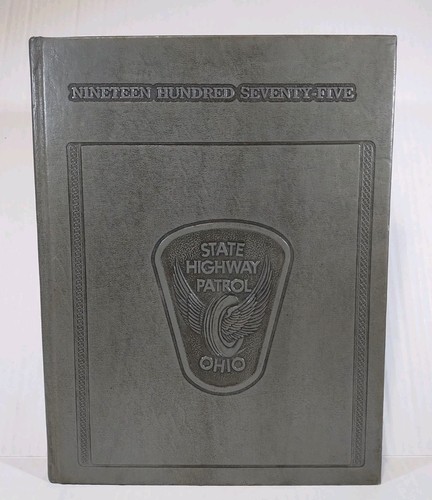 NINETEEN HUNDRED SEVENTY-FIVE
STATE
HIGHWAY
PATROL
OHIO